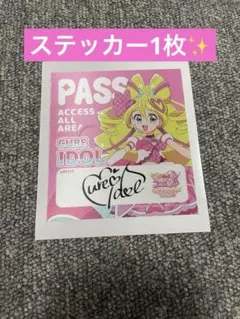 ステッカー1枚✨
PASS
ACCESS
ALL
AREA
CURE
IDOL
Cure Idol